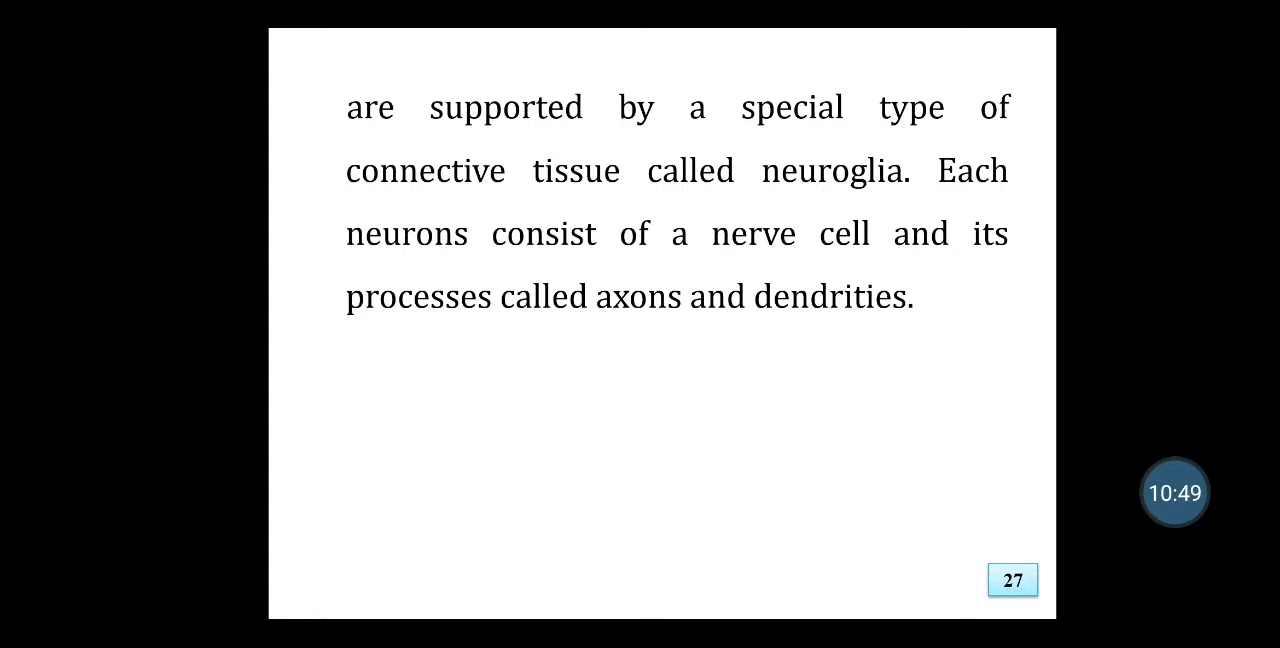 are supported by a special type of
connective tissue called neuroglia. Each
neurons consist of a nerve cell and its
processes called axons and dendrities.
10:49
27